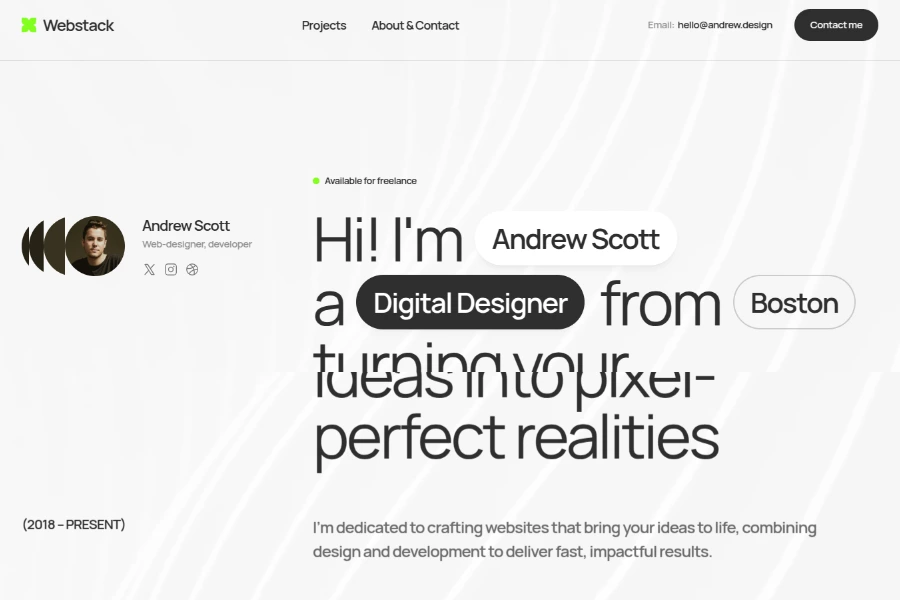 Webstack
Projects
About & Contact
Email: hello@andrew.design
Contact me
Available for freelance
Andrew Scott
Web-designer, developer
Hi! I'm Andrew Scott
a Digital Designer from Boston
turning your
ideas into pixel-
perfect realities
(2018 – PRESENT)
I'm dedicated to crafting websites that bring your ideas to life, combining
design and development to deliver fast, impactful results.